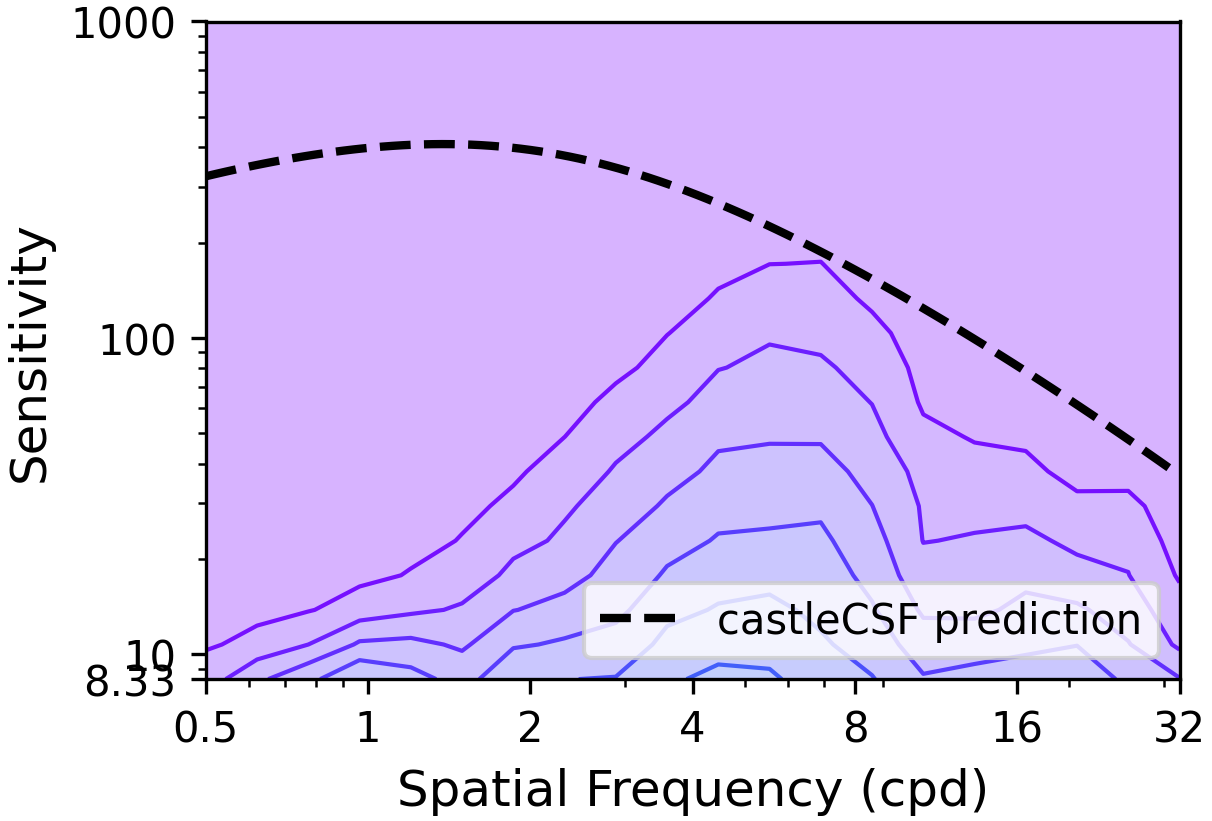 1000
100
10
8.33
Sensitivity
castleCSF prediction
0.5 1 2 4 8 16 32
Spatial Frequency (cpd)